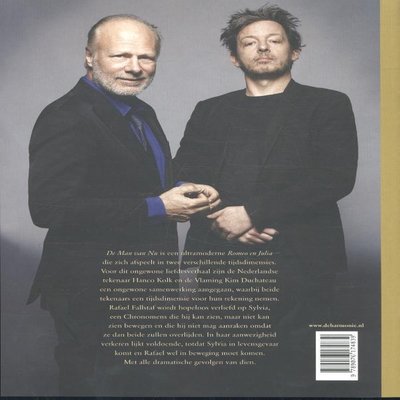 De Man van Nu is een ultramoderne Romeo en Julia
die zich afspeelt in twee verschillende tijdsdimensies.
Voor dit ongewone liefdesverhaal zijn de Nederlandse
tekenaar Hanco Kolk en de Vlaming Kim Duchateau
een ongewone samenwerking aangegaan, waarbij beide
tekenaars een tijdsdimensie voor hun rekening nemen.
Rafael Fallstaf wordt hopeloos verliefd op Sylvia,
een Chronomens die hij kan zien, maar niet kan
zien bewegen en die hij niet mag aanraken omdat
ze dan beide zullen overlijden. In haar aanwezigheid
verkeren lijkt voldoende, totdat Sylvia in levensgevaar
komt en Rafael wel in beweging moet komen.
Met alle dramatische gevolgen van dien.
www.deharmonie.nl